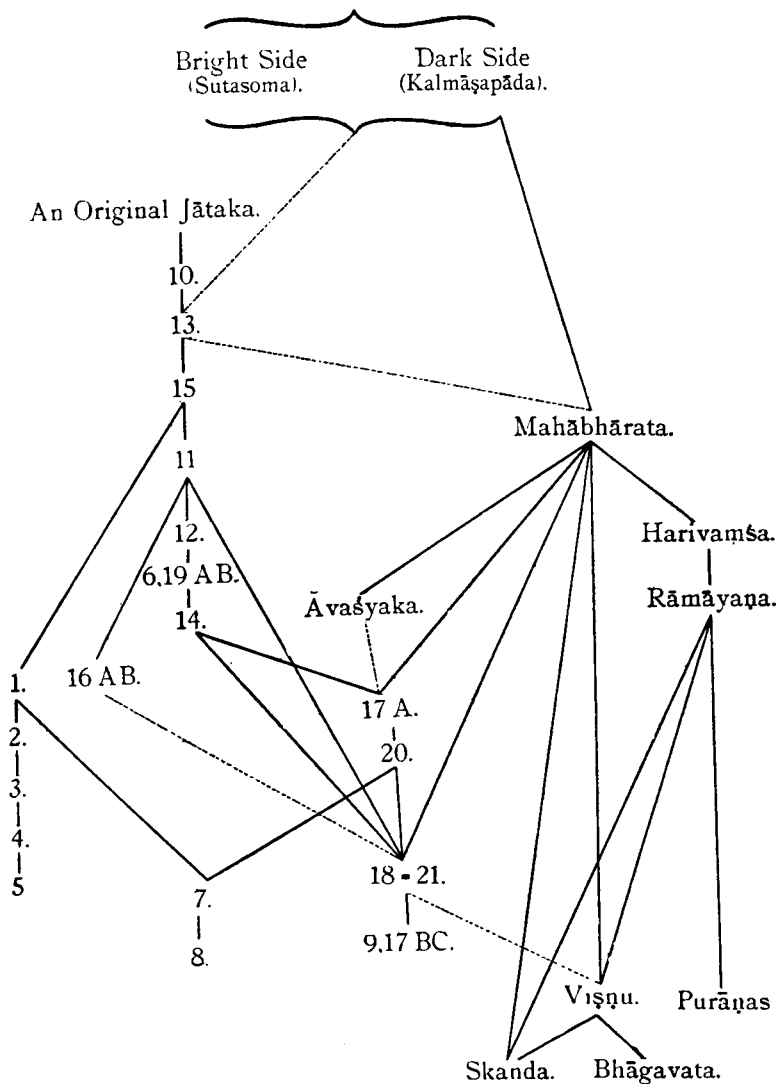 Bright Side Dark Side
(Sutasoma). (Kalmāṣapāda).
An Original Jātaka.
10.
13.
15
Mahābhārata.
11
12.
Harivaṃśa.
6,19 AB.
Āvaśyaka.
Rāmāyaṇa.
14.
1.
16 AB.
17 A.
2.
20.
3.
4.
5
7.
18-21.
8.
9,17 BC.
Viṣṇu.
Purāṇas
Skanda.
Bhāgavata.